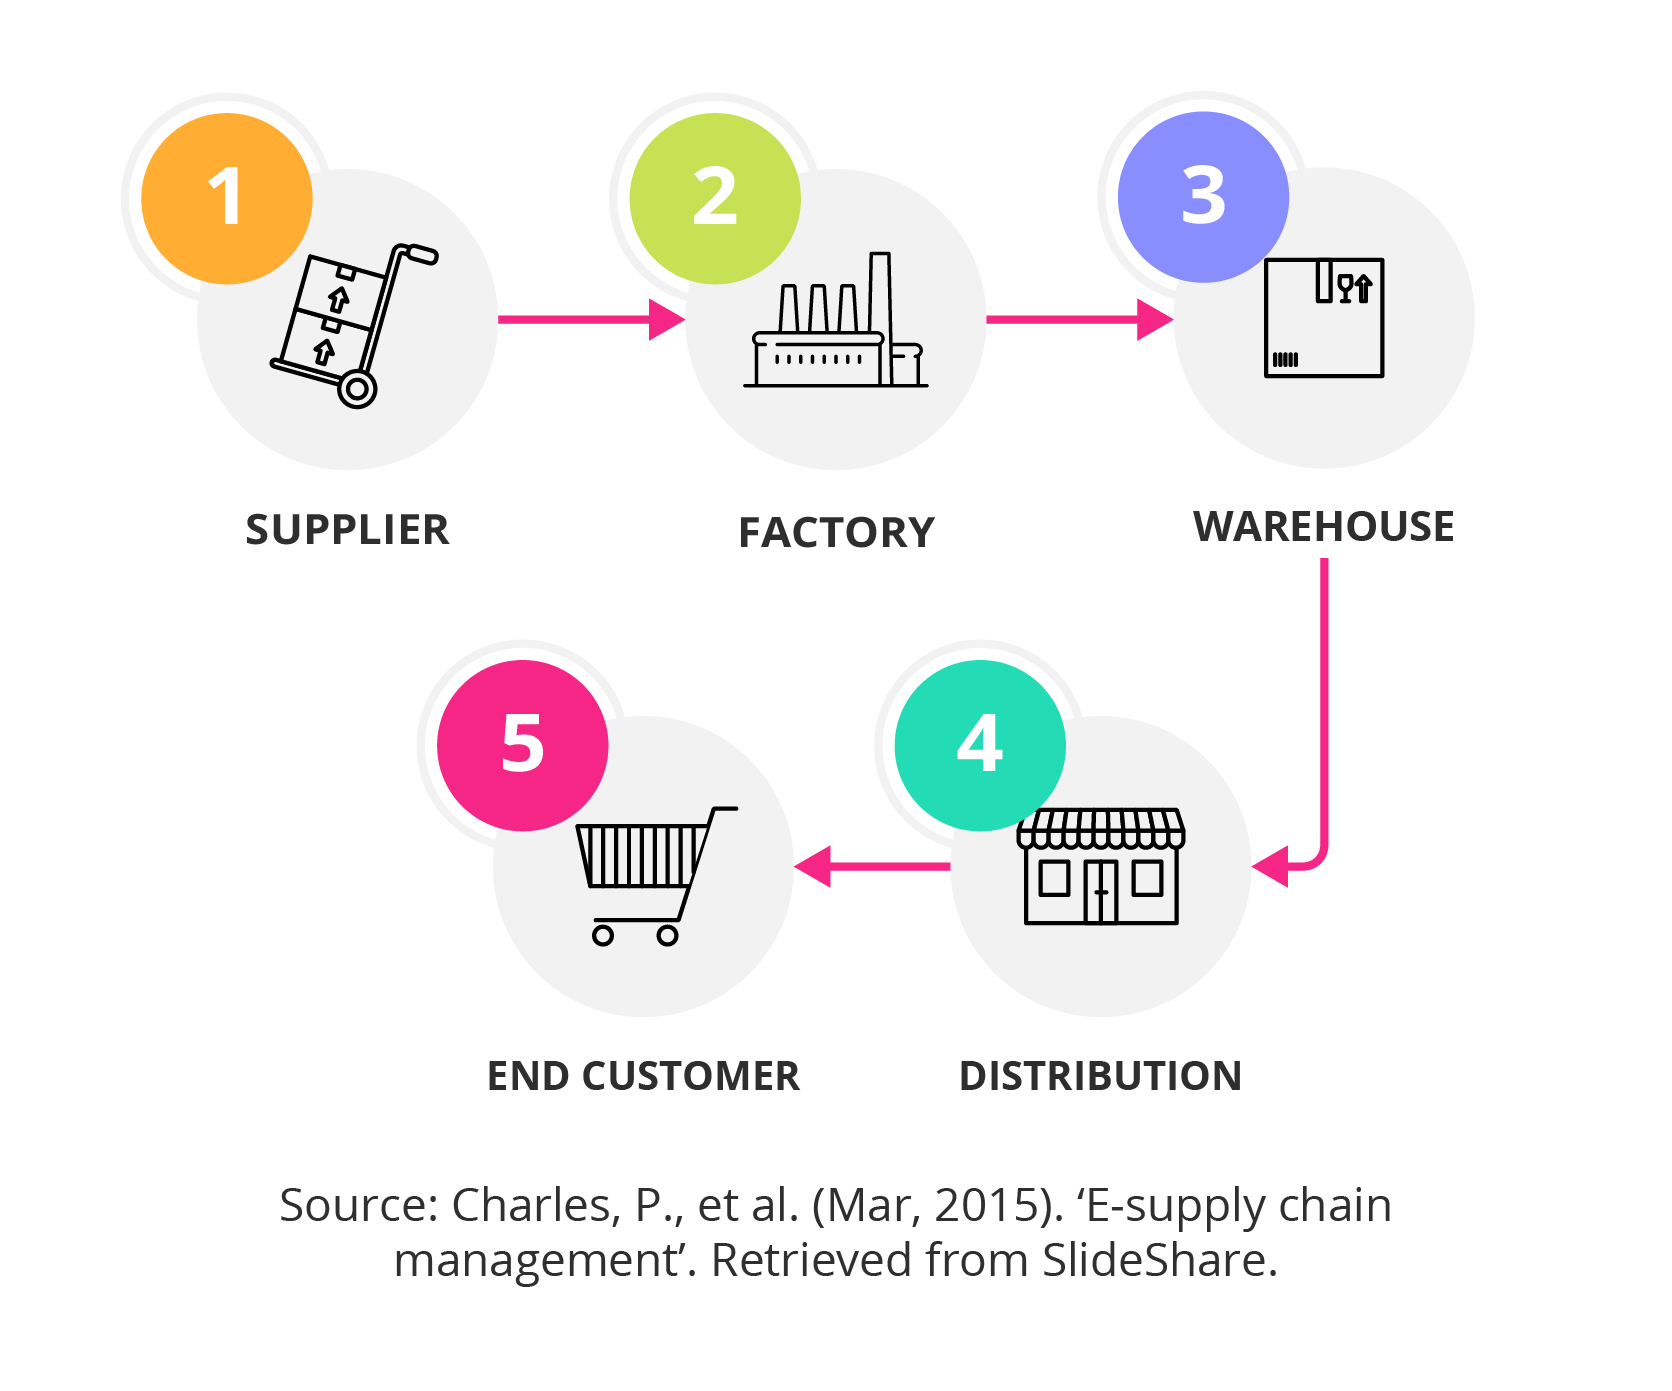 1
2
3
SUPPLIER
FACTORY
WAREHOUSE
5
4
END CUSTOMER
DISTRIBUTION
Source: Charles, P., et al. (Mar, 2015). ‘E-supply chain
management’. Retrieved from SlideShare.